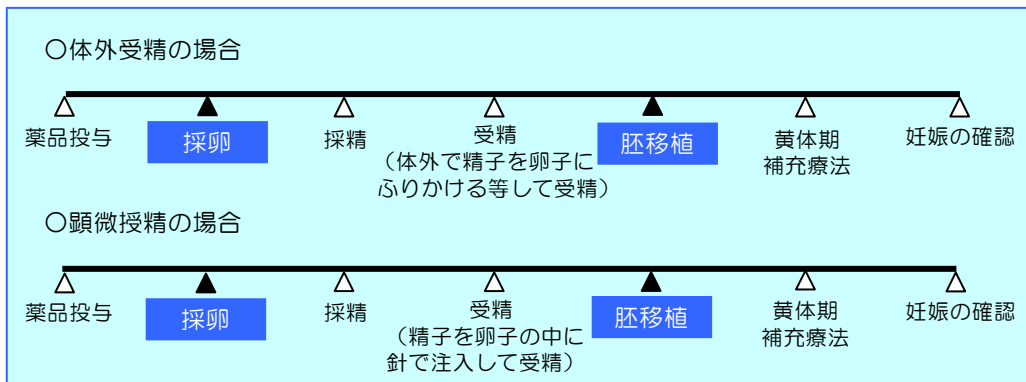 〇体外受精の場合
薬品投与 採卵 採精 受精 胚移植 黄体期 妊娠の確認
（体外で精子を卵子に 補充療法
ふりかける等して受精）
〇顕微授精の場合
薬品投与 採卵 採精 受精 胚移植 黄体期 妊娠の確認
（精子を卵子の中に 補充療法
針で注入して受精）